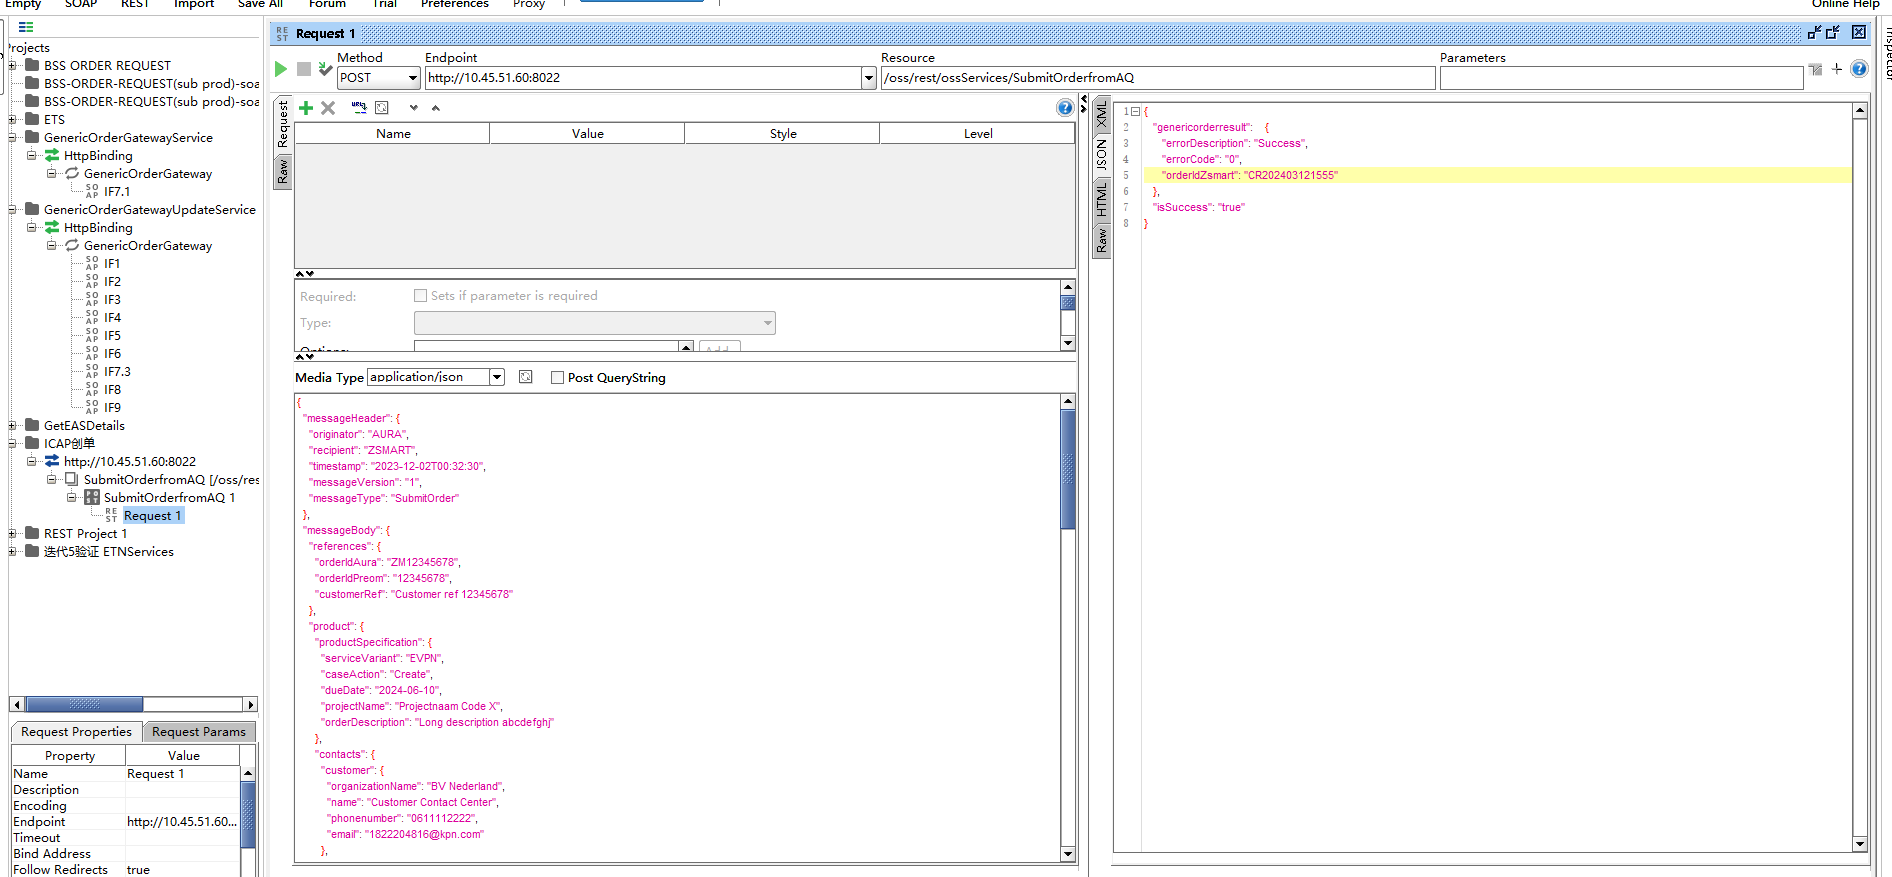 Empty SOAP REST Import Save All Forum Trial Preferences Proxy Online Help
Projects
BSS ORDER REQUEST
BSS-ORDER-REQUEST(sub prod)-soa
BSS-ORDER-REQUEST(sub prod)-soa
ETS
GenericOrderGatewayService
HttpBinding
GenericOrderGateway
IF7.1
GenericOrderGatewayUpdateService
HttpBinding
GenericOrderGateway
IF1
IF2
IF3
IF4
IF5
IF6
IF7.3
IF8
IF9
GetEASDetails
ICAP创单
http://10.45.51.60:8022
SubmitOrderfromAQ [/oss/res
SubmitOrderfromAQ 1
Request 1
REST Project 1
迭代5验证 ETNServices
Request Properties Request Params
Property Value
Name Request 1
Description
Encoding
Endpoint http://10.45.51.60...
Timeout
Bind Address
Follow Redirects true
Request 1
Method Endpoint Resource Parameters
POST http://10.45.51.60:8022 /oss/rest/ossServices/SubmitOrderfromAQ
Request
Raw
Name Value Style Level
Required: Sets if parameter is required
Type:
Options: Add
Media Type application/json Post QueryString
{
"messageHeader": {
"originator": "AURA",
"recipient": "ZSMART",
"timestamp": "2023-12-02T00:32:30",
"messageVersion": "1",
"messageType": "SubmitOrder"
},
"messageBody": {
"references": {
"orderIdAura": "ZM12345678",
"orderIdPreom": "12345678",
"customerRef": "Customer ref 12345678"
},
"product": {
"productSpecification": {
"serviceVariant": "EVPN",
"caseAction": "Create",
"dueDate": "2024-06-10",
"projectName": "Projectnaam Code X",
"orderDescription": "Long description abcdefghj"
},
"contacts": {
"customer": {
"organizationName": "BV Nederland",
"name": "Customer Contact Center",
"phonenumber": "0611112222",
"email": "1822204816@kpn.com"
},
XML
JSON
HTML
Raw
1 {
2 "genericorderresult": {
3 "errorDescription": "Success",
4 "errorCode": "0",
5 "orderIdZsmart": "CR202403121555"
6 },
7 "isSuccess": "true"
8 }
Inspector